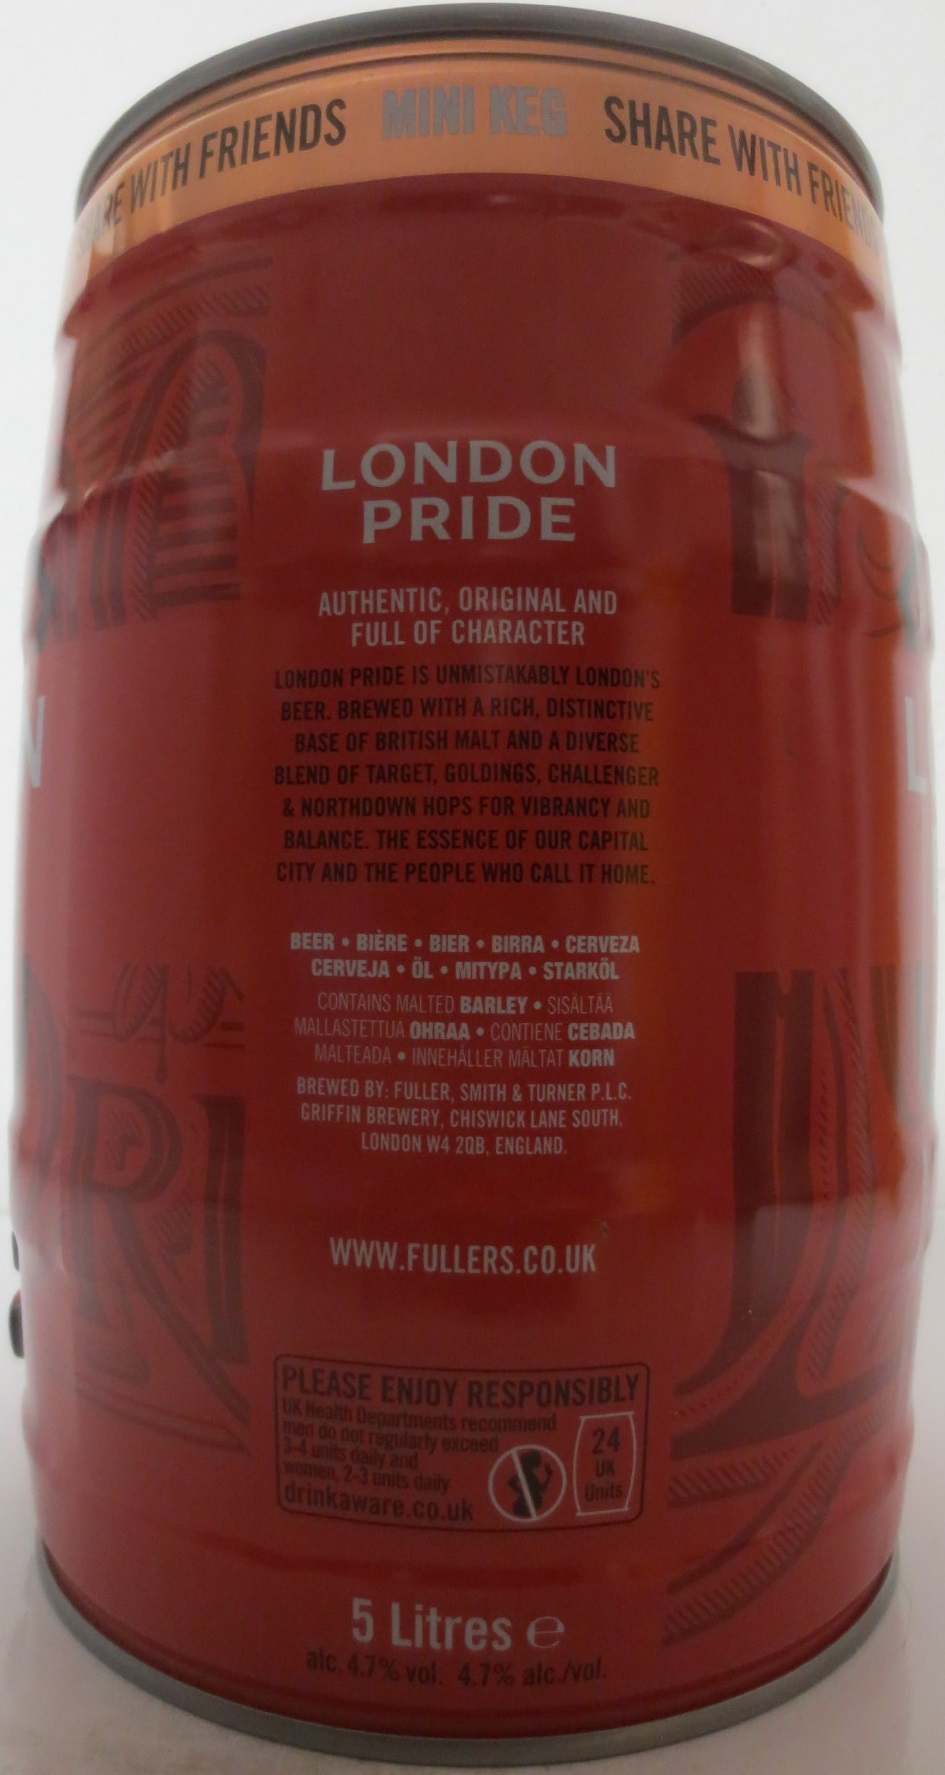 SHARE WITH FRIENDS MINI KEG SHARE WITH FRIENDS
LONDON
PRIDE
AUTHENTIC, ORIGINAL AND
FULL OF CHARACTER
LONDON PRIDE IS UNMISTAKABLY LONDON'S
BEER. BREWED WITH A RICH, DISTINCTIVE
BASE OF BRITISH MALT AND A DIVERSE
BLEND OF TARGET, GOLDINGS, CHALLENGER
& NORTHDOWN HOPS FOR VIBRANCY AND
BALANCE. THE ESSENCE OF OUR CAPITAL
CITY AND THE PEOPLE WHO CALL IT HOME.
BEER • BIÈRE • BIER • BIRRA • CERVEZA
CERVEJA • ÖL • MITYPA • STARKÖL
CONTAINS MALTED BARLEY • SISÄLTÄÄ
MALLASTETTUA OHRAA • CONTIENE CEBADA
MALTEADA • INNEHÅLLER MÄLTAT KORN
BREWED BY: FULLER, SMITH & TURNER P.L.C.
GRIFFIN BREWERY, CHISWICK LANE SOUTH.
LONDON W4 2QB, ENGLAND.
WWW.FULLERS.CO.UK
PLEASE ENJOY RESPONSIBLY
UK Health Departments recommend
men do not regularly exceed
3-4 units daily and
women, 2-3 units daily
drinkaware.co.uk
24
UK
Units
5 Litres ℮
alc. 4.7% vol. 4.7% alc./vol.